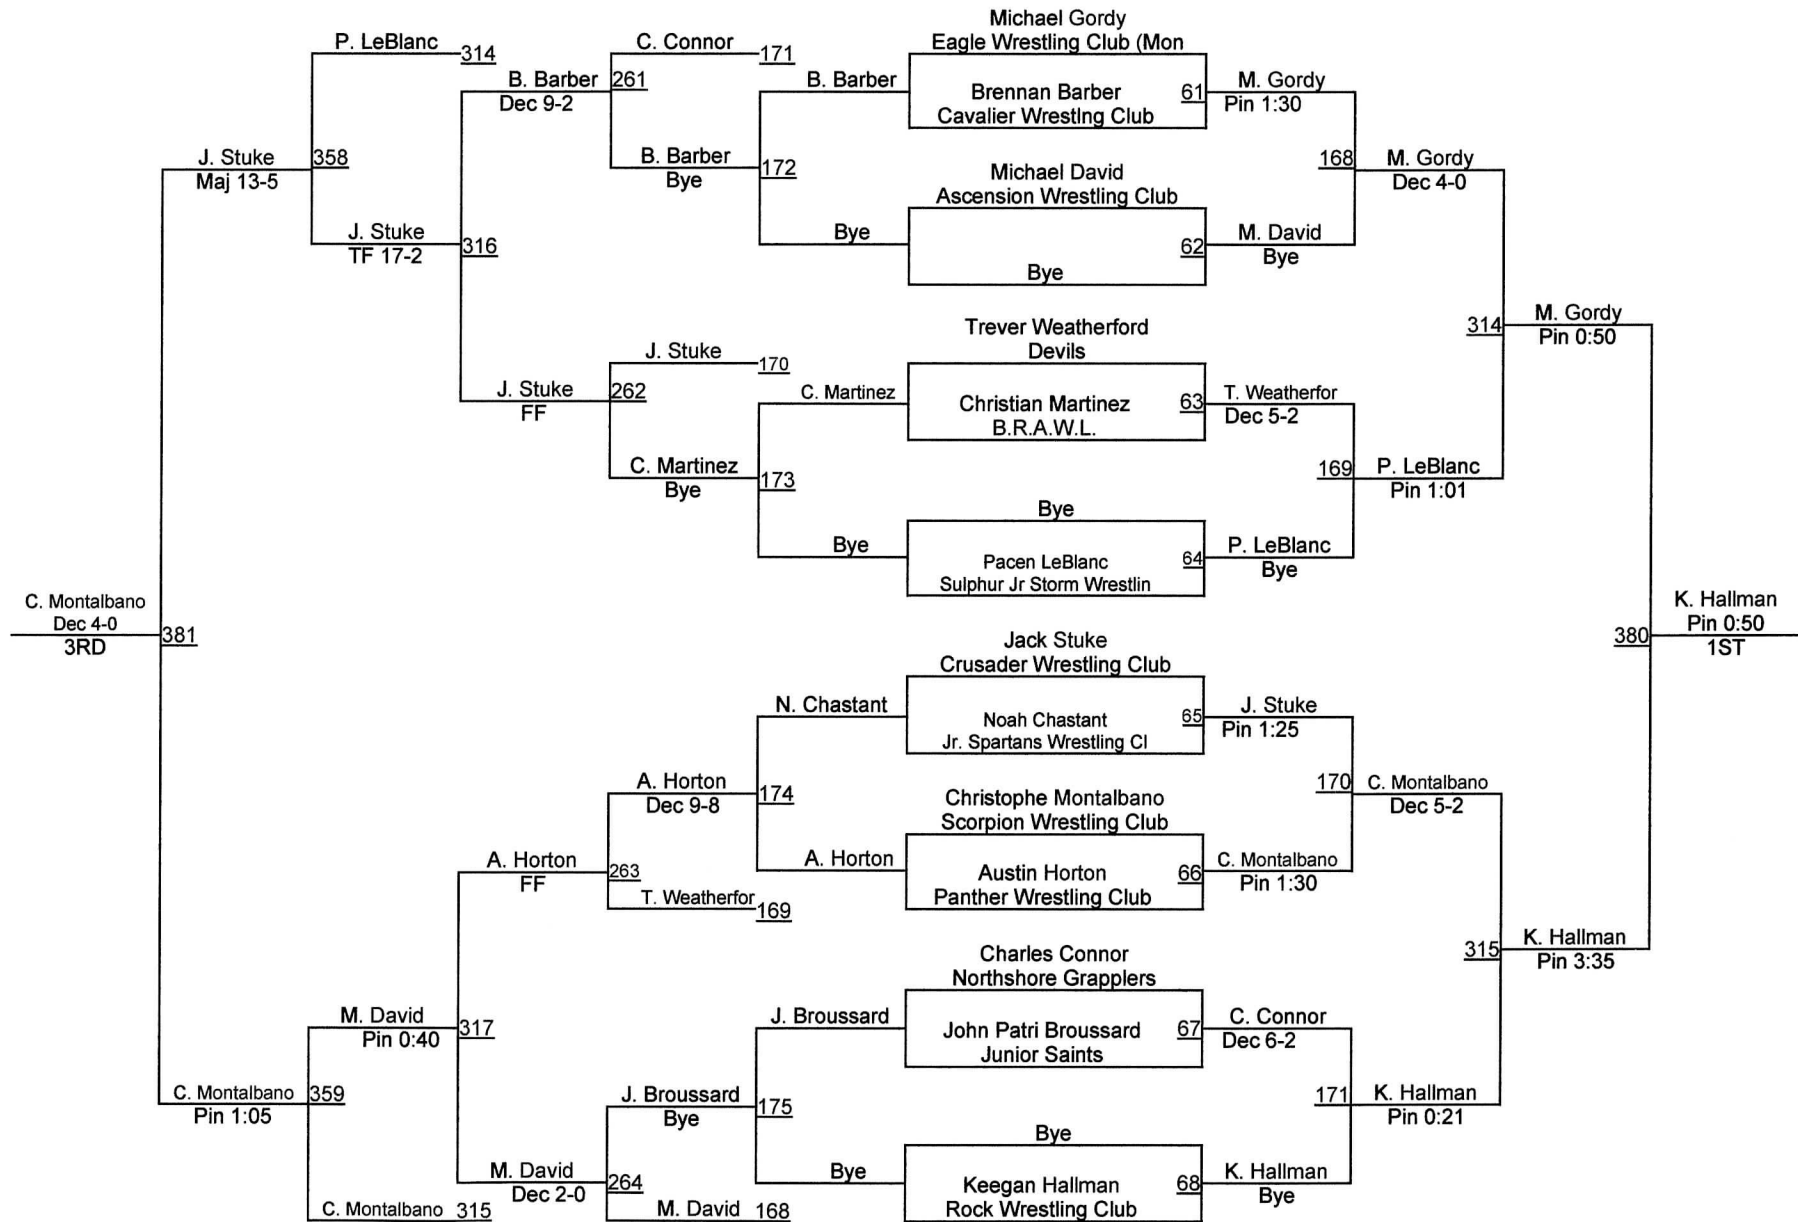 Michael Gordy
P. LeBlanc
314
C. Connor
171
Eagle Wrestling Club (Mon
B. Barber
261
Dec 9-2
B. Barber
Brennan Barber
61
Cavalier Wrestlng Club
M. Gordy
Pin 1:30
J. Stuke
358
Maj 13-5
B. Barber
Bye
172
Michael David
Ascension Wrestling Club
168
M. Gordy
Dec 4-0
J. Stuke
TF 17-2
316
Bye
62
Bye
M. David
Bye
Trever Weatherford
Devils
314
M. Gordy
Pin 0:50
J. Stuke
170
J. Stuke
FF
262
C. Martinez
Christian Martinez
63
B.R.A.W.L.
T. Weatherfor
Dec 5-2
C. Martinez
Bye
173
169
P. LeBlanc
Pin 1:01
Bye
Bye
Pacen LeBlanc
64
Sulphur Jr Storm Wrestlin
P. LeBlanc
Bye
C. Montalbano
Dec 4-0
3RD
381
Jack Stuke
Crusader Wrestling Club
380
K. Hallman
Pin 0:50
1ST
N. Chastant
Noah Chastant
65
Jr. Spartans Wrestling Cl
J. Stuke
Pin 1:25
A. Horton
Dec 9-8
174
Christophe Montalbano
Scorpion Wrestling Club
170
C. Montalbano
Dec 5-2
A. Horton
FF
263
A. Horton
Austin Horton
66
Panther Wrestling Club
C. Montalbano
Pin 1:30
T. Weatherfor
169
Charles Connor
Northshore Grapplers
315
K. Hallman
Pin 3:35
M. David
Pin 0:40
317
J. Broussard
John Patri Broussard
67
Junior Saints
C. Connor
Dec 6-2
C. Montalbano
Pin 1:05
359
J. Broussard
Bye
175
171
K. Hallman
Pin 0:21
Bye
M. David
Dec 2-0
264
Bye
Keegan Hallman
68
Rock Wrestling Club
K. Hallman
Bye
C. Montalbano
315
M. David
168